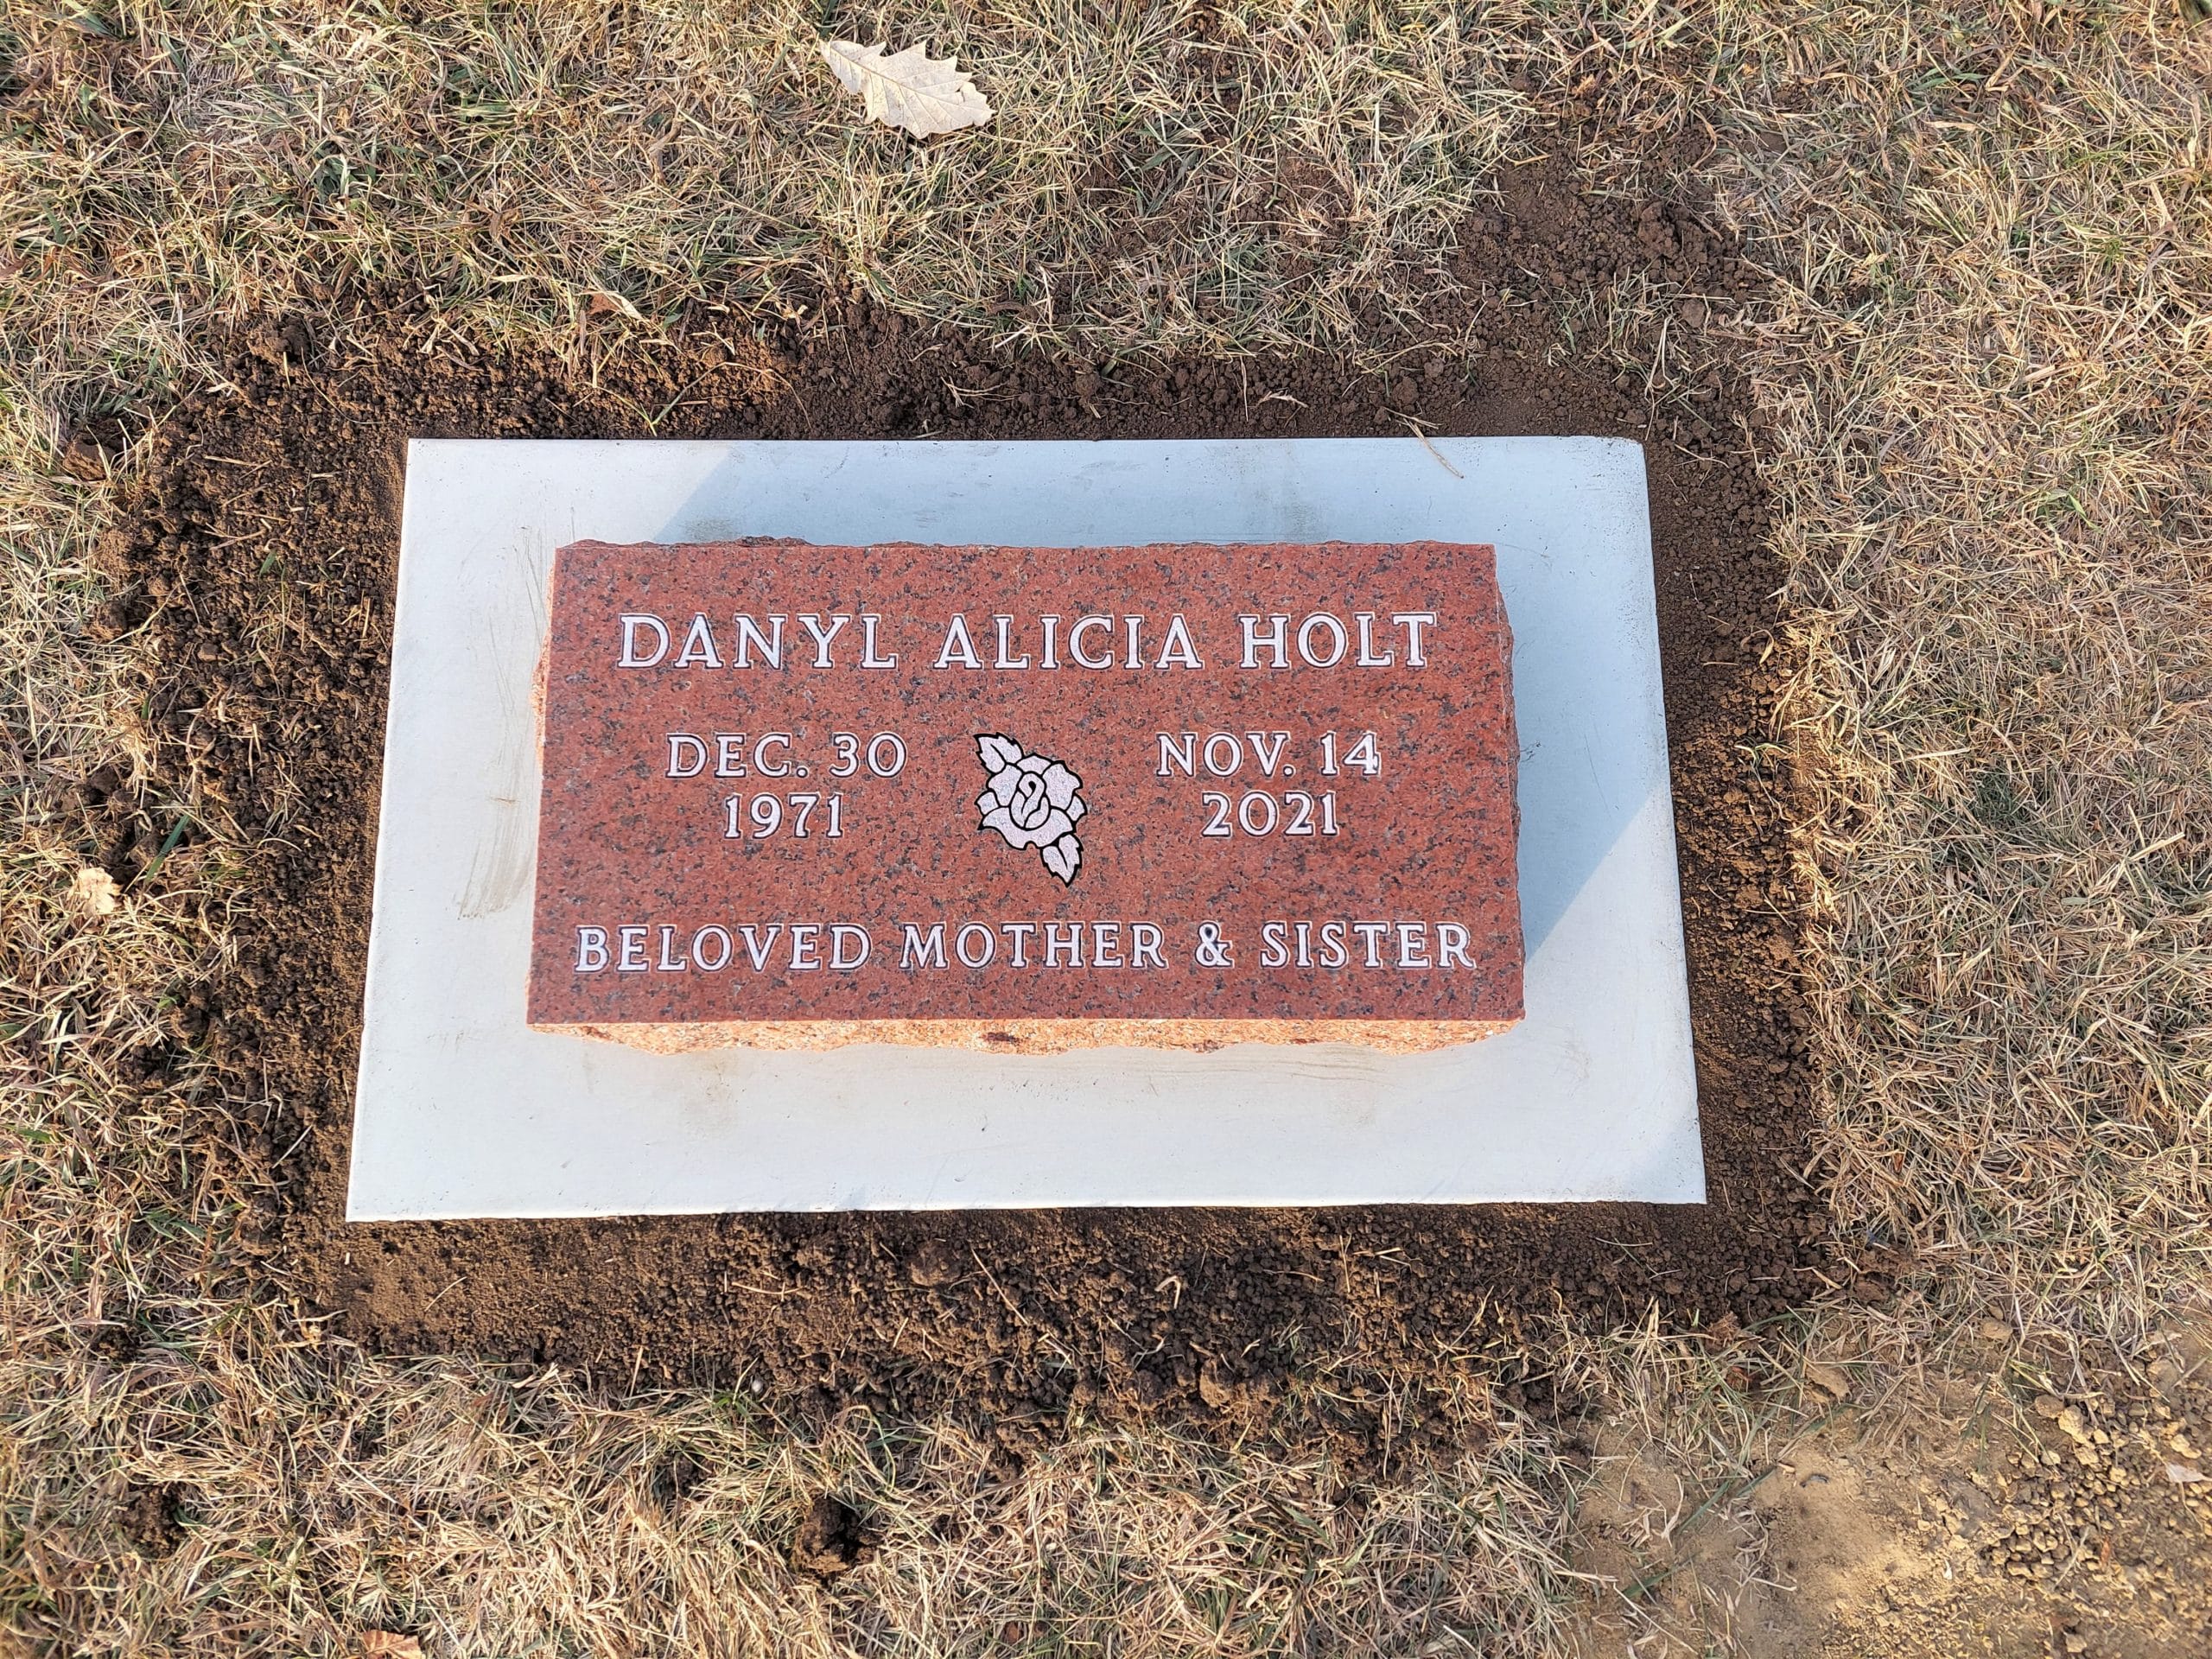 DANYL ALICIA HOLT
DEC. 30
1971
NOV. 14
2021
BELOVED MOTHER & SISTER